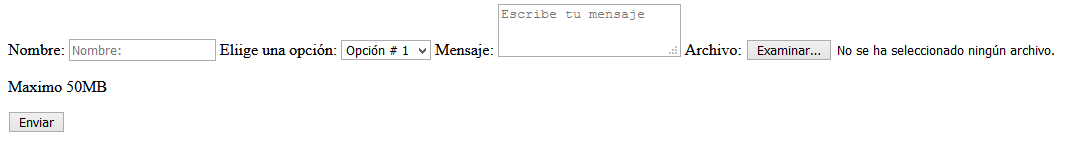 Nombre: Nombre: Eliige una opción: Opción # 1 Mensaje: Escribe tu mensaje Archivo: Examinar... No se ha seleccionado ningún archivo.
Maximo 50MB
Enviar